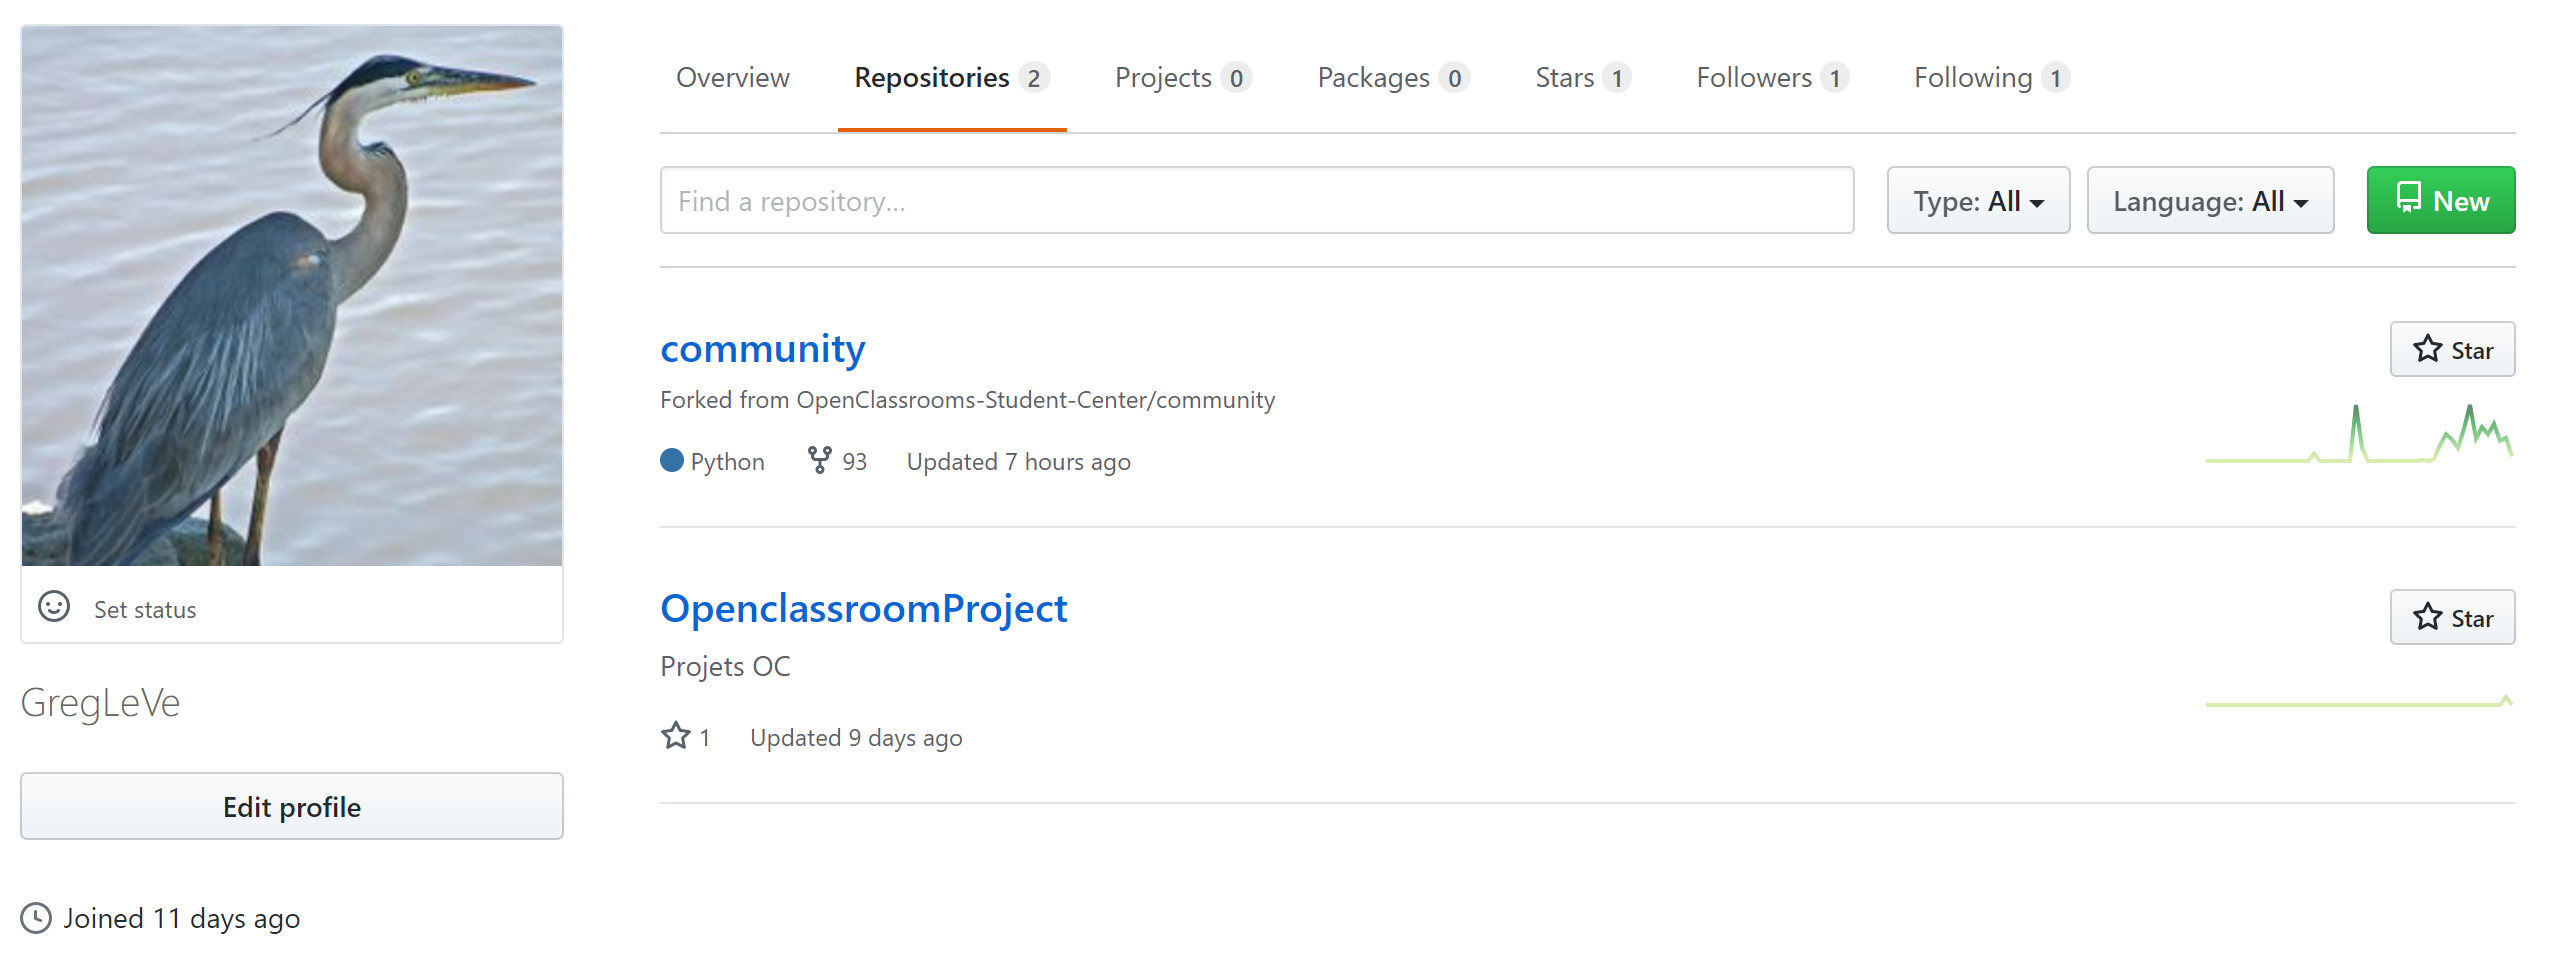 Overview Repositories 2 Projects 0 Packages 0 Stars 1 Followers 1 Following 1
Find a repository... Type: All Language: All New
community Star
Forked from OpenClassrooms-Student-Center/community
Python 93 Updated 7 hours ago
OpenclassroomProject Star
Projets OC
1 Updated 9 days ago
Set status
GregLeVe
Edit profile
Joined 11 days ago